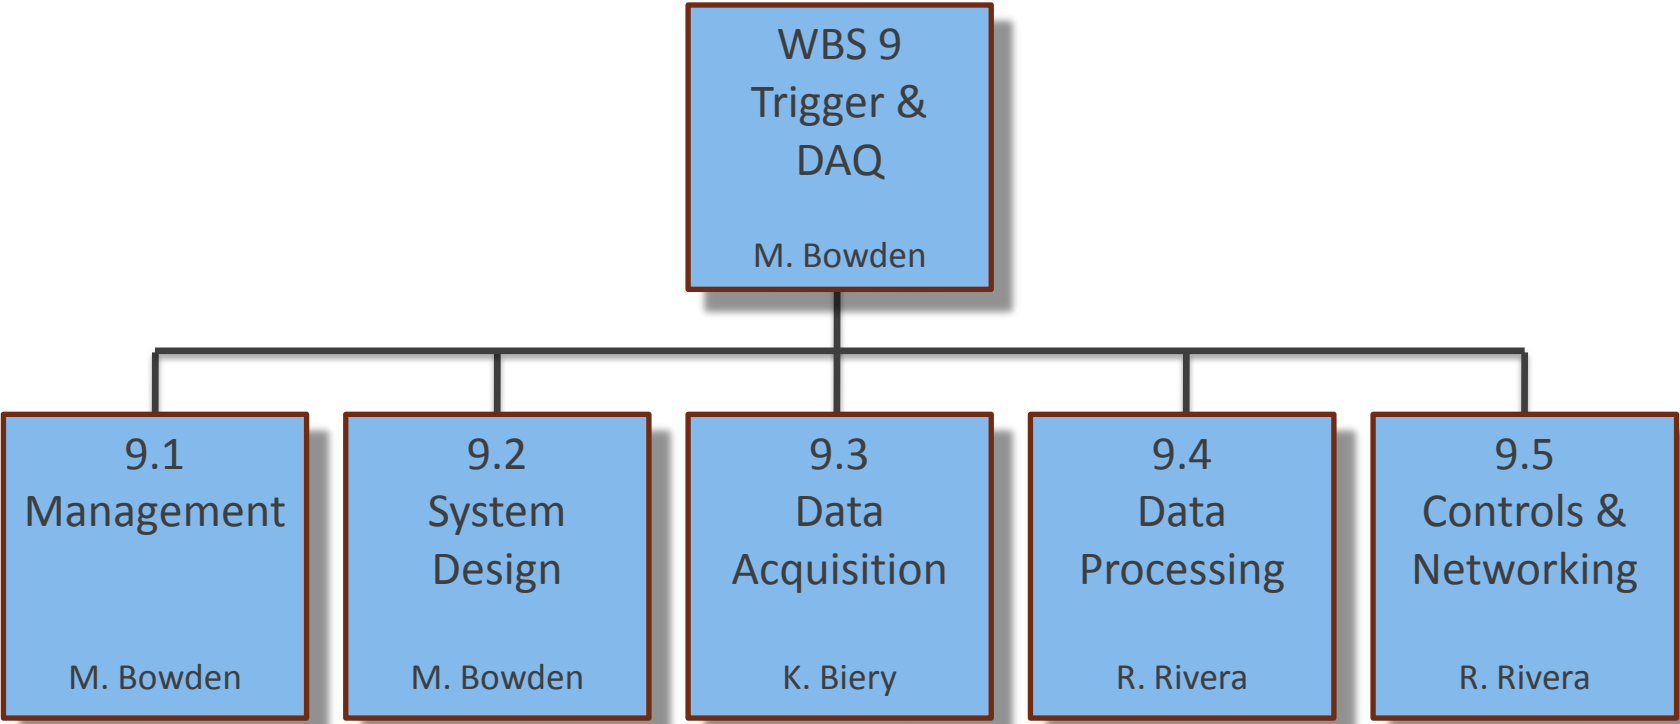 WBS 9
Trigger &
DAQ
M. Bowden
9.1
Management
M. Bowden
9.2
System
Design
M. Bowden
9.3
Data
Acquisition
K. Biery
9.4
Data
Processing
R. Rivera
9.5
Controls &
Networking
R. Rivera